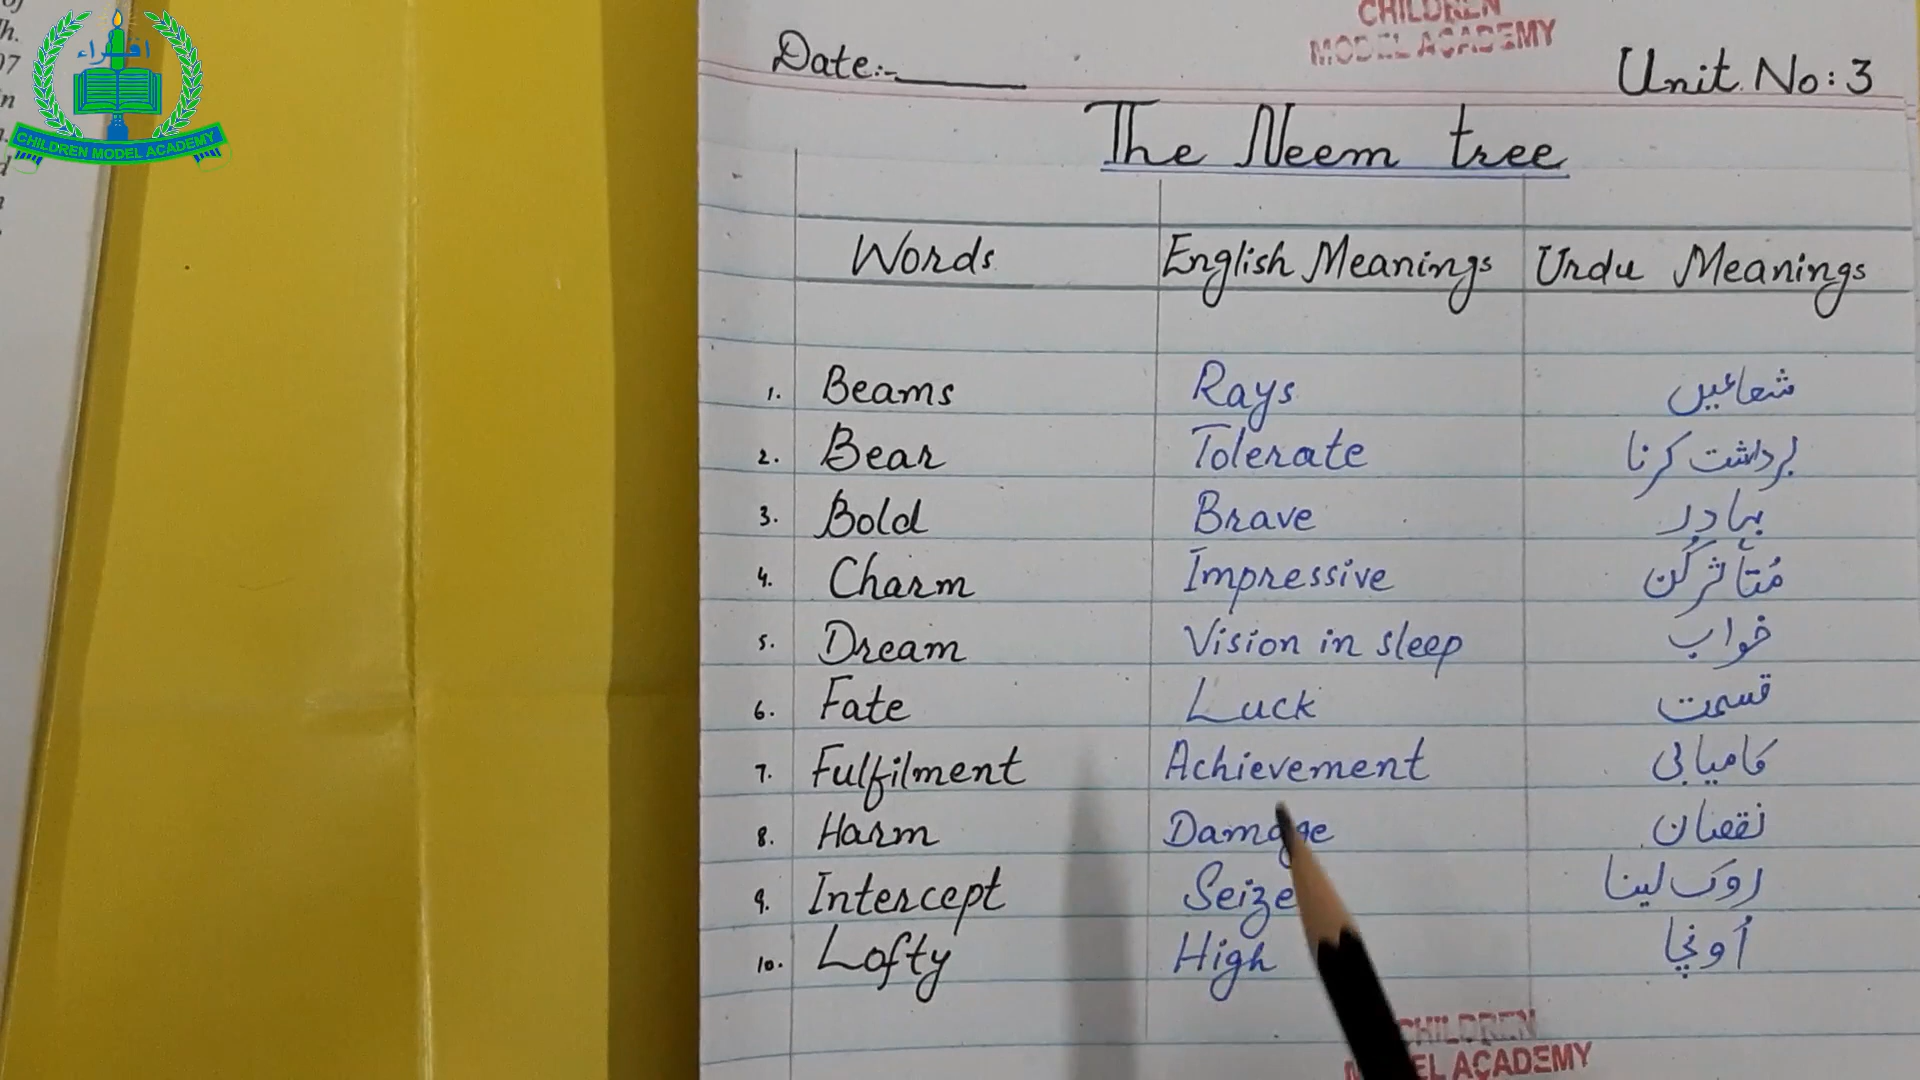 اقراء
CHILDREN MODEL ACADEMY
CHILDREN
MODEL ACADEMY
Date:-
Unit No: 3
The Neem tree
Words English Meanings Urdu Meanings
1. Beams Rays شعاعیں
2. Bear Tolerate برداشت کرنا
3. Bold Brave بہادر
4. Charm Impressive مُتأثر کُن
5. Dream Vision in sleep خواب
6. Fate Luck قسمت
7. Fulfilment Achievement کامیابی
8. Harm Damage نقصان
9. Intercept Seize روک لینا
10. Lofty High اُونچا
CHILDREN
MODEL ACADEMY